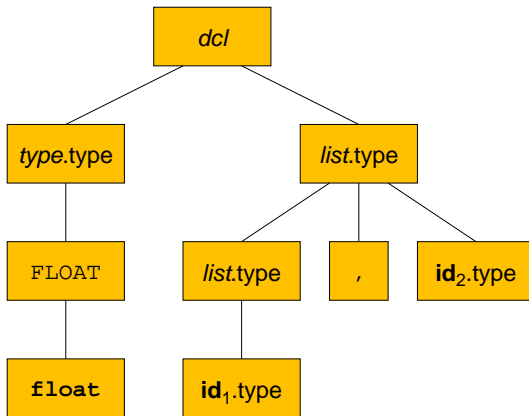 dcl
type.type
list.type
FLOAT
list.type
,
id2.type
float
id1.type